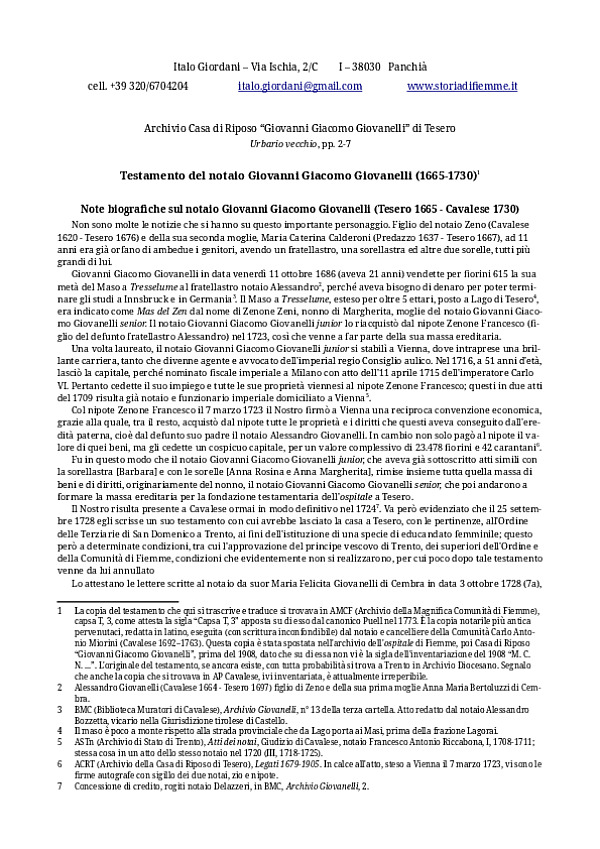 Italo Giordani – Via Ischia, 2/C I – 38030 Panchià
cell. +39 320/6704204 italo.giordani@gmail.com www.storiadifiemme.it
Archivio Casa di Riposo “Giovanni Giacomo Giovanelli” di Tesero
Urbario vecchio, pp. 2-7
Testamento del notaio Giovanni Giacomo Giovanelli (1665-1730)1
Note biografiche sul notaio Giovanni Giacomo Giovanelli (Tesero 1665 - Cavalese 1730)
Non sono molte le notizie che si hanno su questo importante personaggio. Figlio del notaio Zeno (Cavalese
1620 - Tesero 1676) e della sua seconda moglie, Maria Caterina Calderoni (Predazzo 1637 - Tesero 1667), ad 11
anni era già orfano di ambedue i genitori, avendo un fratellastro, una sorellastra ed altre due sorelle, tutti più
grandi di lui.
Giovanni Giacomo Giovanelli in data venerdì 11 ottobre 1686 (aveva 21 anni) vendette per fiorini 615 la sua
metà del Maso a Tresselume al fratellastro notaio Alessandro2, perché aveva bisogno di denaro per poter termi-
nare gli studi a Innsbruck e in Germania3. Il Maso a Tresselume, esteso per oltre 5 ettari, posto a Lago di Tesero4,
era indicato come Mas del Zen dal nome di Zenone Zeni, nonno di Margherita, moglie del notaio Giovanni Giaco-
mo Giovanelli senior. Il notaio Giovanni Giacomo Giovanelli junior lo riacquistò dal nipote Zenone Francesco (fi-
glio del defunto fratellastro Alessandro) nel 1723, così che venne a far parte della sua massa ereditaria.
Una volta laureato, il notaio Giovanni Giacomo Giovanelli junior si stabilì a Vienna, dove intraprese una bril-
lante carriera, tanto che divenne agente e avvocato dell'imperial regio Consiglio aulico. Nel 1716, a 51 anni d'età,
lasciò la capitale, perché nominato fiscale imperiale a Milano con atto dell'11 aprile 1715 dell'imperatore Carlo
VI. Pertanto cedette il suo impiego e tutte le sue proprietà viennesi al nipote Zenone Francesco; questi in due atti
del 1709 risulta già notaio e funzionario imperiale domiciliato a Vienna5.
Col nipote Zenone Francesco il 7 marzo 1723 il Nostro firmò a Vienna una reciproca convenzione economica,
grazie alla quale, tra il resto, acquistò dal nipote tutte le proprietà e i diritti che questi aveva conseguito dall'ere-
dità paterna, cioè dal defunto suo padre il notaio Alessandro Giovanelli. In cambio non solo pagò al nipote il va-
lore di quei beni, ma gli cedette un cospicuo capitale, per un valore complessivo di 23.478 fiorini e 42 carantani6.
Fu in questo modo che il notaio Giovanni Giacomo Giovanelli junior, che aveva già sottoscritto atti simili con
la sorellastra [Barbara] e con le sorelle [Anna Rosina e Anna Margherita], rimise insieme tutta quella massa di
beni e di diritti, originariamente del nonno, il notaio Giovanni Giacomo Giovanelli senior, che poi andarono a
formare la massa ereditaria per la fondazione testamentaria dell'ospitale a Tesero.
Il Nostro risulta presente a Cavalese ormai in modo definitivo nel 17247. Va però evidenziato che il 25 settem-
bre 1728 egli scrisse un suo testamento con cui avrebbe lasciato la casa a Tesero, con le pertinenze, all'Ordine
delle Terziarie di San Domenico a Trento, ai fini dell'istituzione di una specie di educandato femminile; questo
però a determinate condizioni, tra cui l'approvazione del principe vescovo di Trento, dei superiori dell'Ordine e
della Comunità di Fiemme, condizioni che evidentemente non si realizzarono, per cui poco dopo tale testamento
venne da lui annullato
Lo attestano le lettere scritte al notaio da suor Maria Felicita Giovanelli di Cembra in data 3 ottobre 1728 (7a),
1 La copia del testamento che qui si trascrive e traduce si trovava in AMCF (Archivio della Magnifica Comunità di Fiemme),
capsa T, 3, come attesta la sigla “Capsa T, 3” apposta su di esso dal canonico Puell nel 1773. È la copia notarile più antica
pervenutaci, redatta in latino, eseguita (con scrittura inconfondibile) dal notaio e cancelliere della Comunità Carlo Anto-
nio Miorini (Cavalese 1692–1763). Questa copia è stata spostata nell'archivio dell'ospitale di Fiemme, poi Casa di Riposo
“Giovanni Giacomo Giovanelli”, prima del 1908, dato che su di essa non vi è la sigla dell'inventariazione del 1908 “M. C.
N. ...”. L'originale del testamento, se ancora esiste, con tutta probabilità si trova a Trento in Archivio Diocesano. Segnalo
che anche la copia che si trovava in AP Cavalese, ivi inventariata, è attualmente irreperibile.
2 Alessandro Giovanelli (Cavalese 1664 - Tesero 1697) figlio di Zeno e della sua prima moglie Anna Maria Bertoluzzi di Cem-
bra.
3 BMC (Biblioteca Muratori di Cavalese), Archivio Giovanelli, n° 13 della terza cartella. Atto redatto dal notaio Alessandro
Bozzetta, vicario nella Giurisdizione tirolese di Castello.
4 Il maso è poco a monte rispetto alla strada provinciale che da Lago porta ai Masi, prima della frazione Lagorai.
5 ASTn (Archivio di Stato di Trento), Atti dei notai, Giudizio di Cavalese, notaio Francesco Antonio Riccabona, I, 1708-1711;
stessa cosa in un atto dello stesso notaio nel 1720 (III, 1718-1725).
6 ACRT (Archivio della Casa di Riposo di Tesero), Legati 1679-1905. In calce all'atto, steso a Vienna il 7 marzo 1723, vi sono le
firme autografe con sigillo dei due notai, zio e nipote.
7 Concessione di credito, rogiti notaio Delazzeri, in BMC, Archivio Giovanelli, 2.